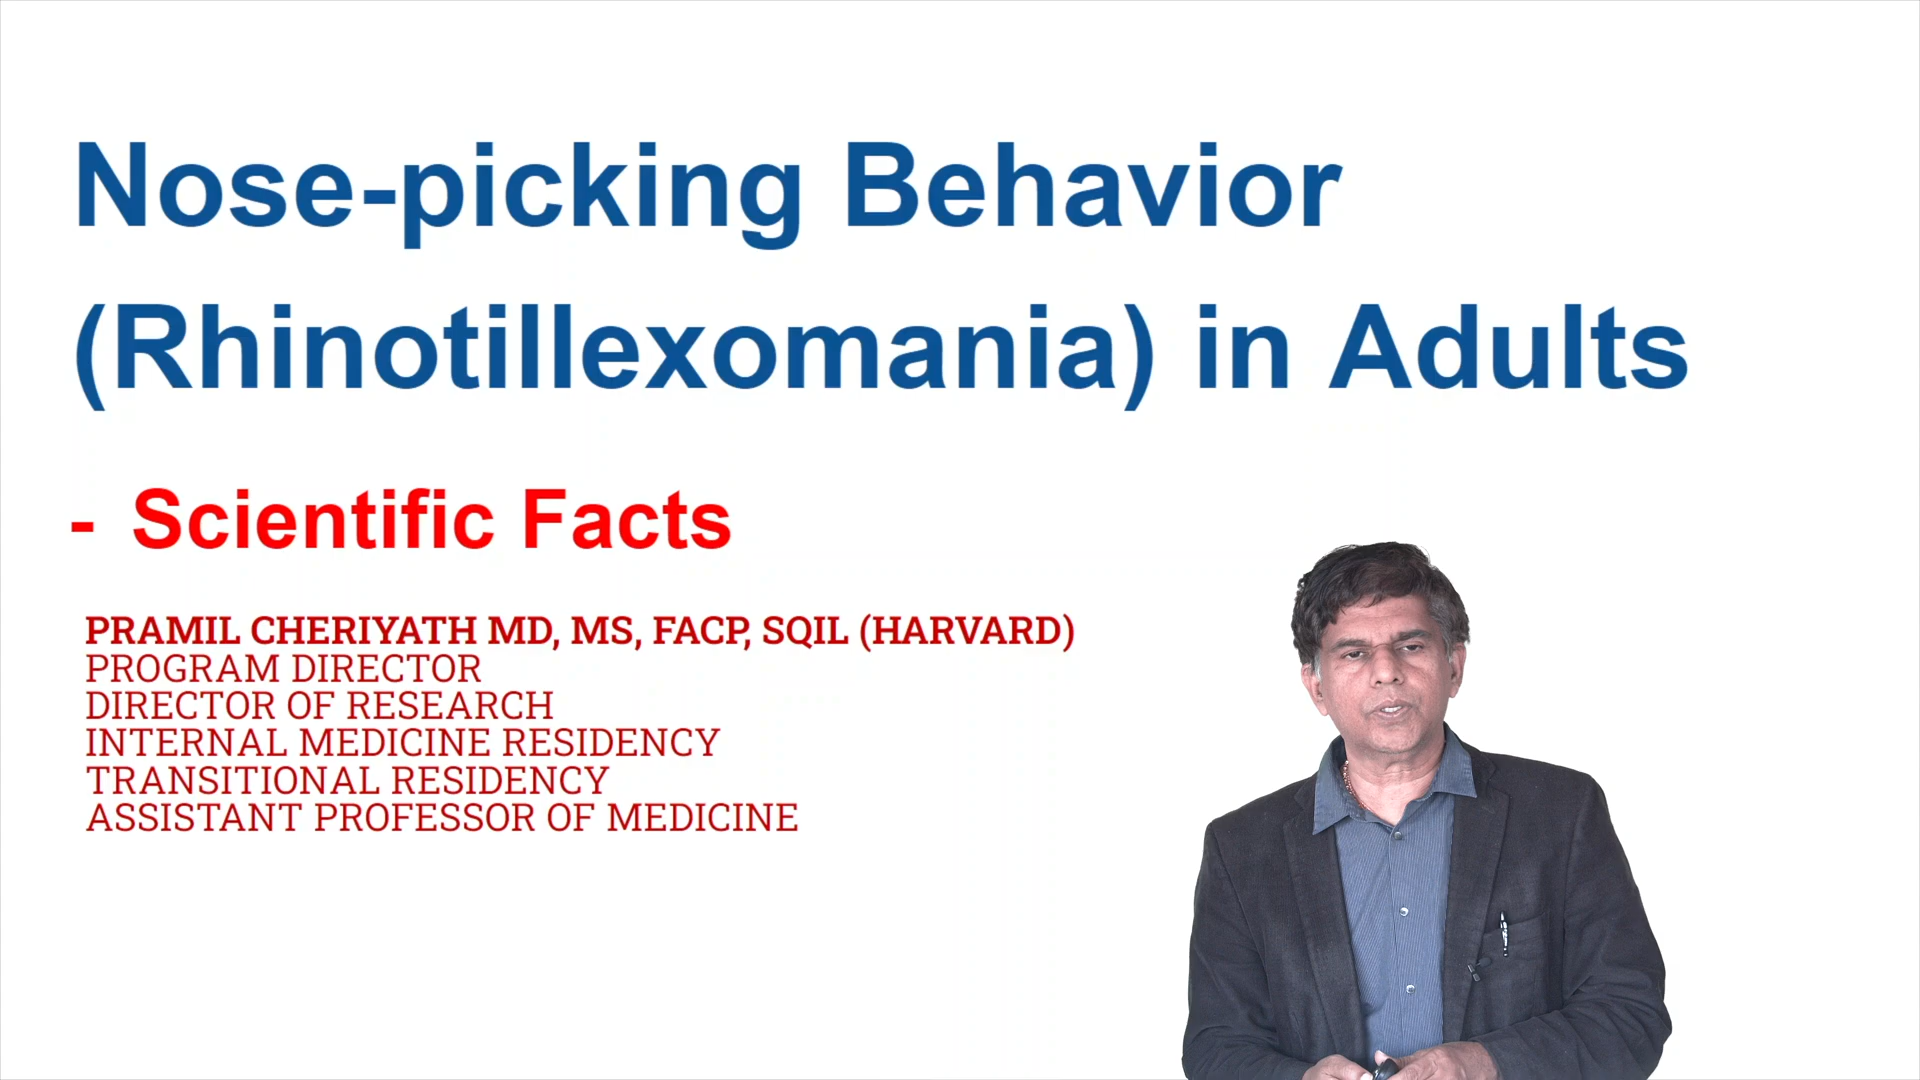 Nose-picking Behavior
(Rhinotillexomania) in Adults
- Scientific Facts
PRAMIL CHERIYATH MD, MS, FACP, SQIL (HARVARD)
PROGRAM DIRECTOR
DIRECTOR OF RESEARCH
INTERNAL MEDICINE RESIDENCY
TRANSITIONAL RESIDENCY
ASSISTANT PROFESSOR OF MEDICINE